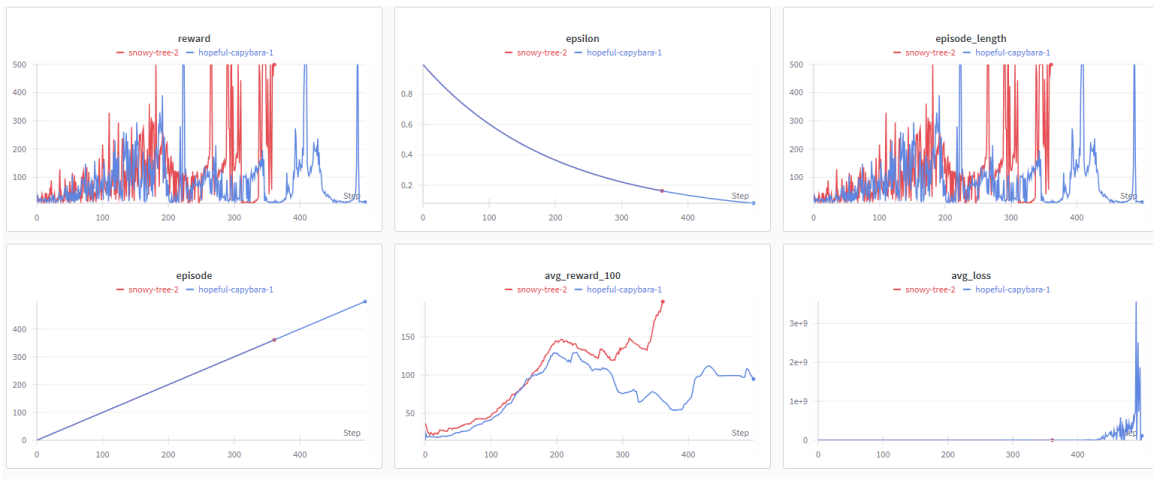 reward
snowy-tree-2 hopeful-capybara-1
500
400
300
200
100
Step
0 100 200 300 400
epsilon
snowy-tree-2 hopeful-capybara-1
0.8
0.6
0.4
0.2
Step
0 100 200 300 400
episode_length
snowy-tree-2 hopeful-capybara-1
500
400
300
200
100
Step
0 100 200 300 400
episode
snowy-tree-2 hopeful-capybara-1
400
300
200
100
0
Step
0 100 200 300 400
avg_reward_100
snowy-tree-2 hopeful-capybara-1
150
100
50
Step
0 100 200 300 400
avg_loss
snowy-tree-2 hopeful-capybara-1
3e+9
2e+9
1e+9
0
Step
0 100 200 300 400